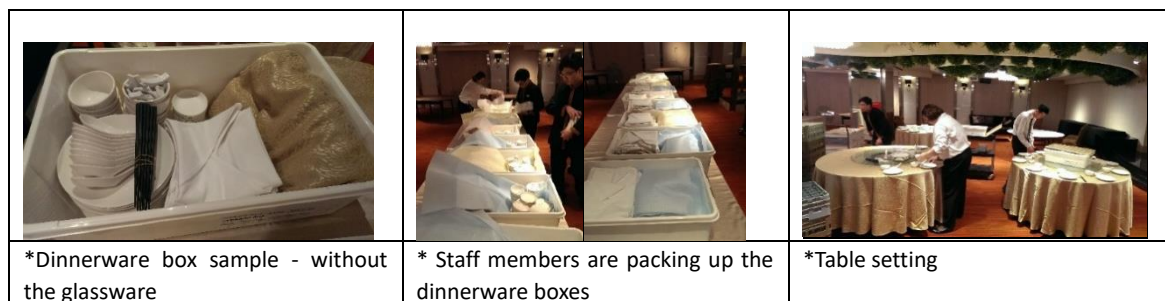 *Dinnerware box sample - without
the glassware
* Staff members are packing up the
dinnerware boxes
*Table setting